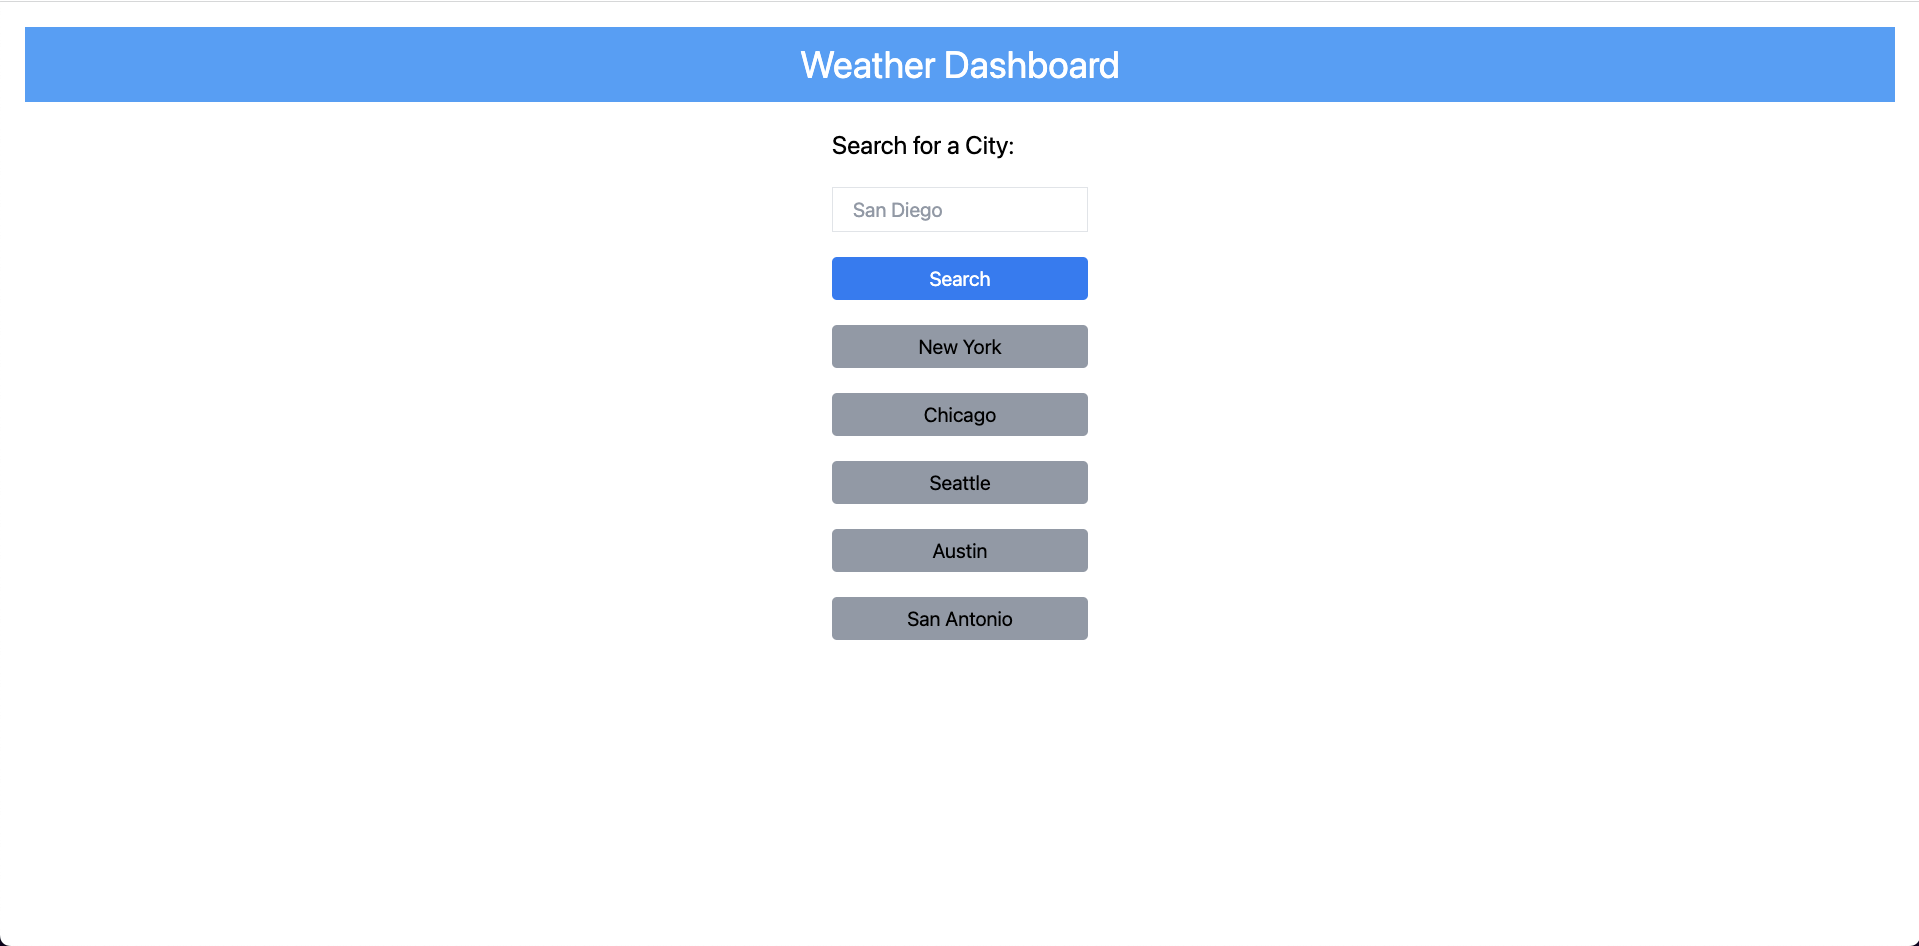 Weather Dashboard
Search for a City:
San Diego
Search
New York
Chicago
Seattle
Austin
San Antonio